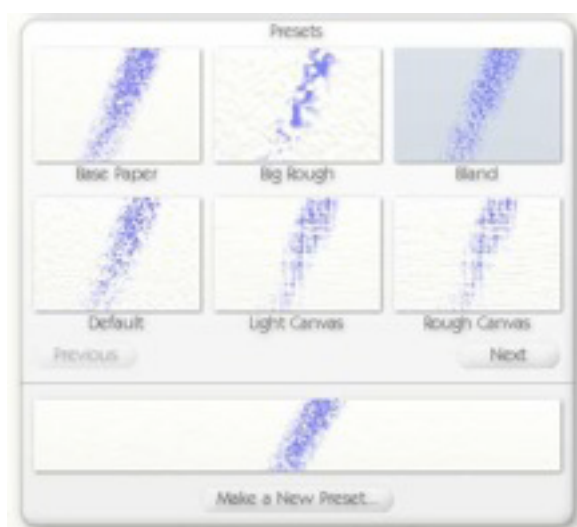 Presets
Base Paper Big Rough Bland
Default Light Canvas Rough Canvas
Previous Next
Make a New Preset...